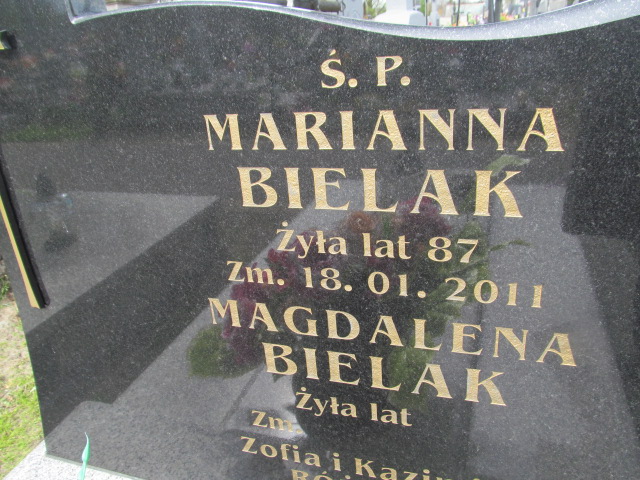 Ś. P.
MARIANNA
BIELAK
Żyła lat 87
Zm. 18. 01. 2011
MAGDALENA
BIELAK
Żyła lat
Zm
Zofia i